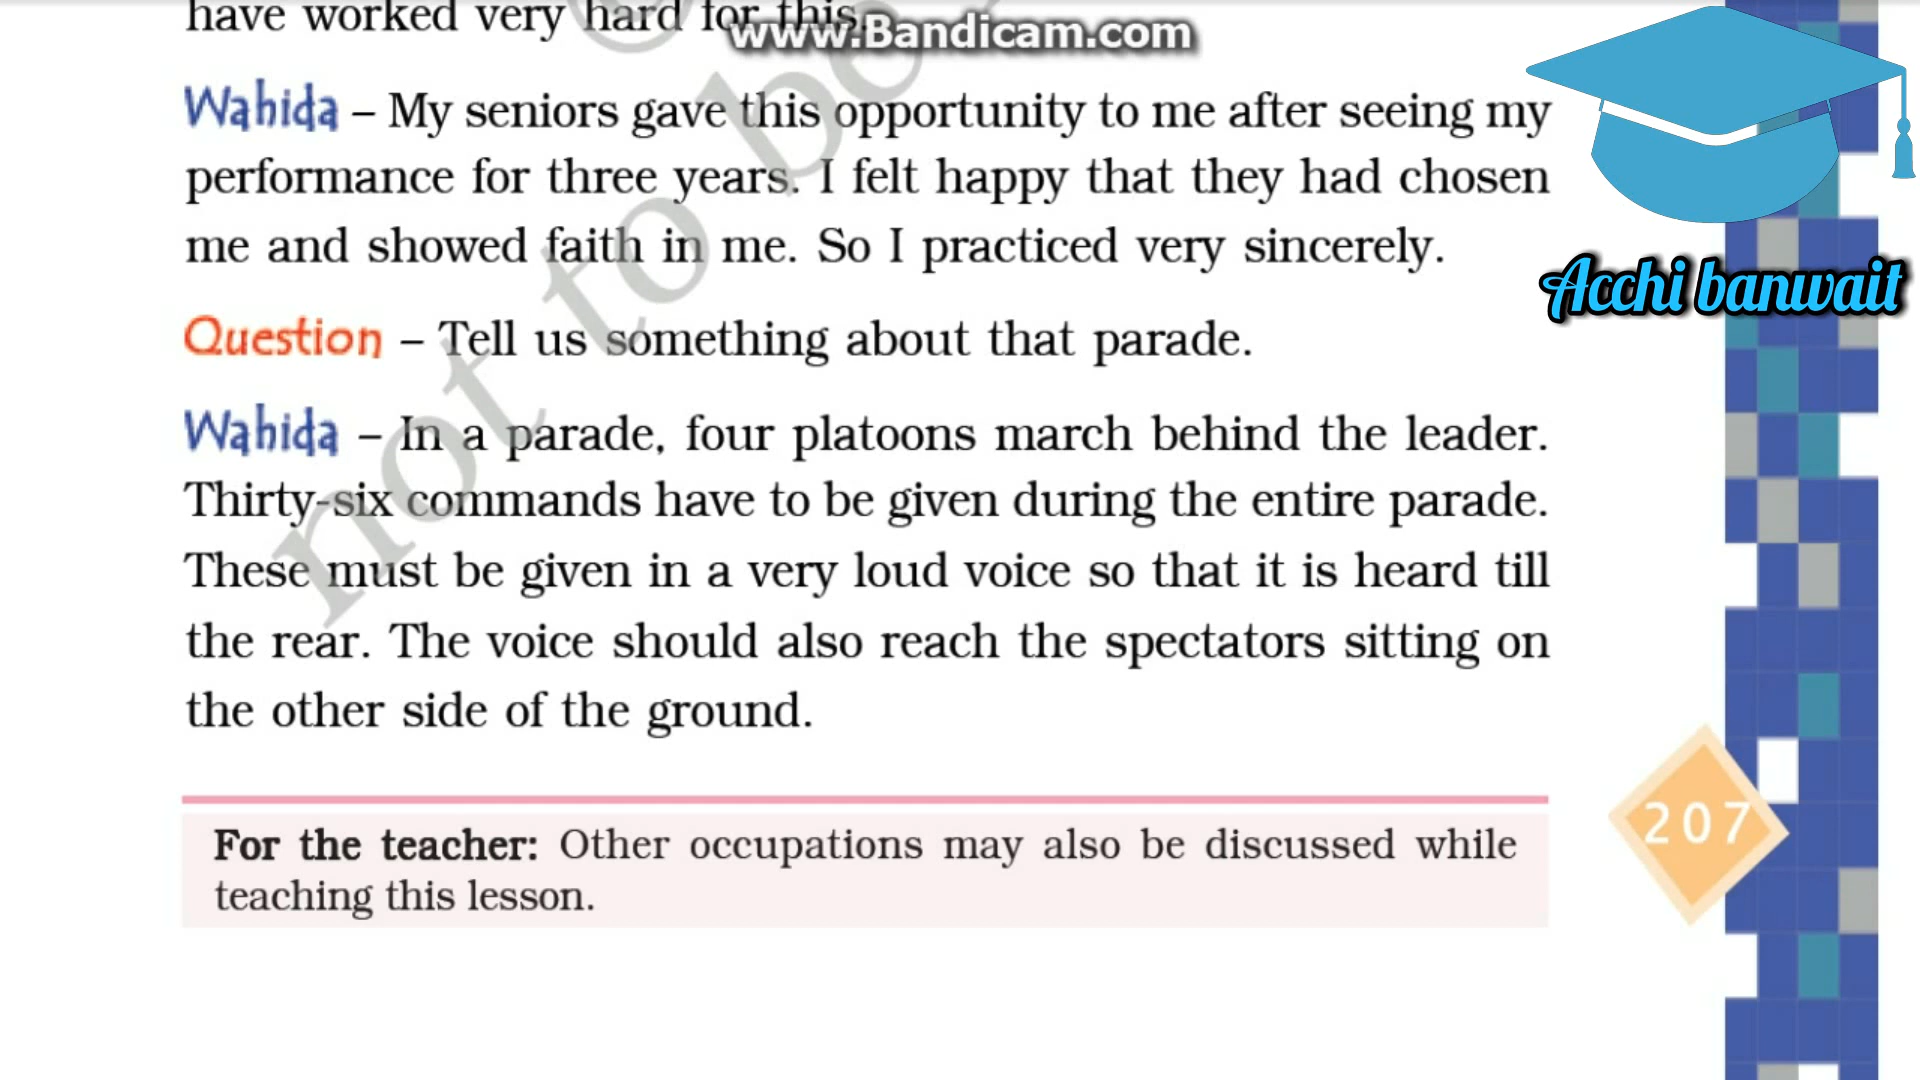 have worked very hard for this.
www.Bandicam.com
Wahida – My seniors gave this opportunity to me after seeing my
performance for three years. I felt happy that they had chosen
me and showed faith in me. So I practiced very sincerely.
Acchi banwait
Question – Tell us something about that parade.
Wahida – In a parade, four platoons march behind the leader.
Thirty-six commands have to be given during the entire parade.
These must be given in a very loud voice so that it is heard till
the rear. The voice should also reach the spectators sitting on
the other side of the ground.
207
For the teacher: Other occupations may also be discussed while
teaching this lesson.
not to be